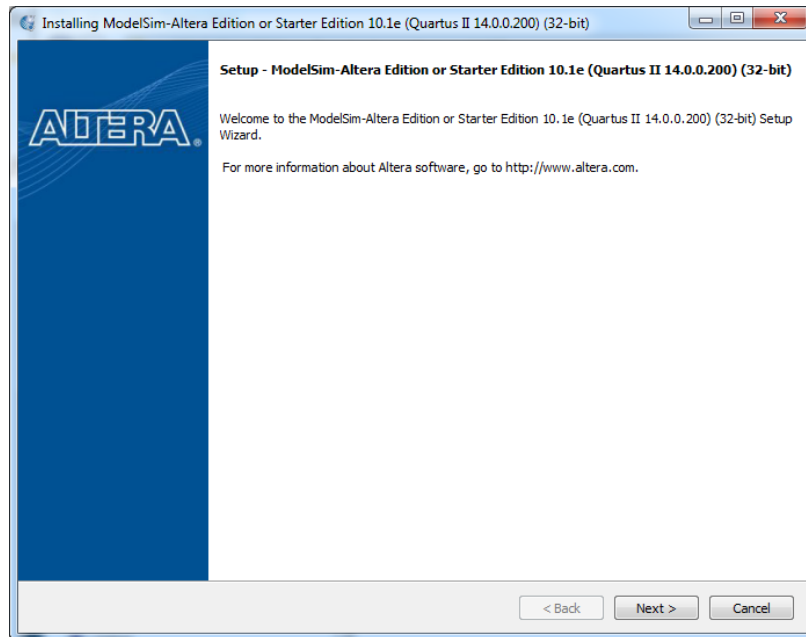 Installing ModelSim-Altera Edition or Starter Edition 10.1e (Quartus II 14.0.0.200) (32-bit)
Setup - ModelSim-Altera Edition or Starter Edition 10.1e (Quartus II 14.0.0.200) (32-bit)
ALTERA®
Welcome to the ModelSim-Altera Edition or Starter Edition 10.1e (Quartus II 14.0.0.200) (32-bit) Setup
Wizard.
For more information about Altera software, go to http://www.altera.com.
< Back Next > Cancel